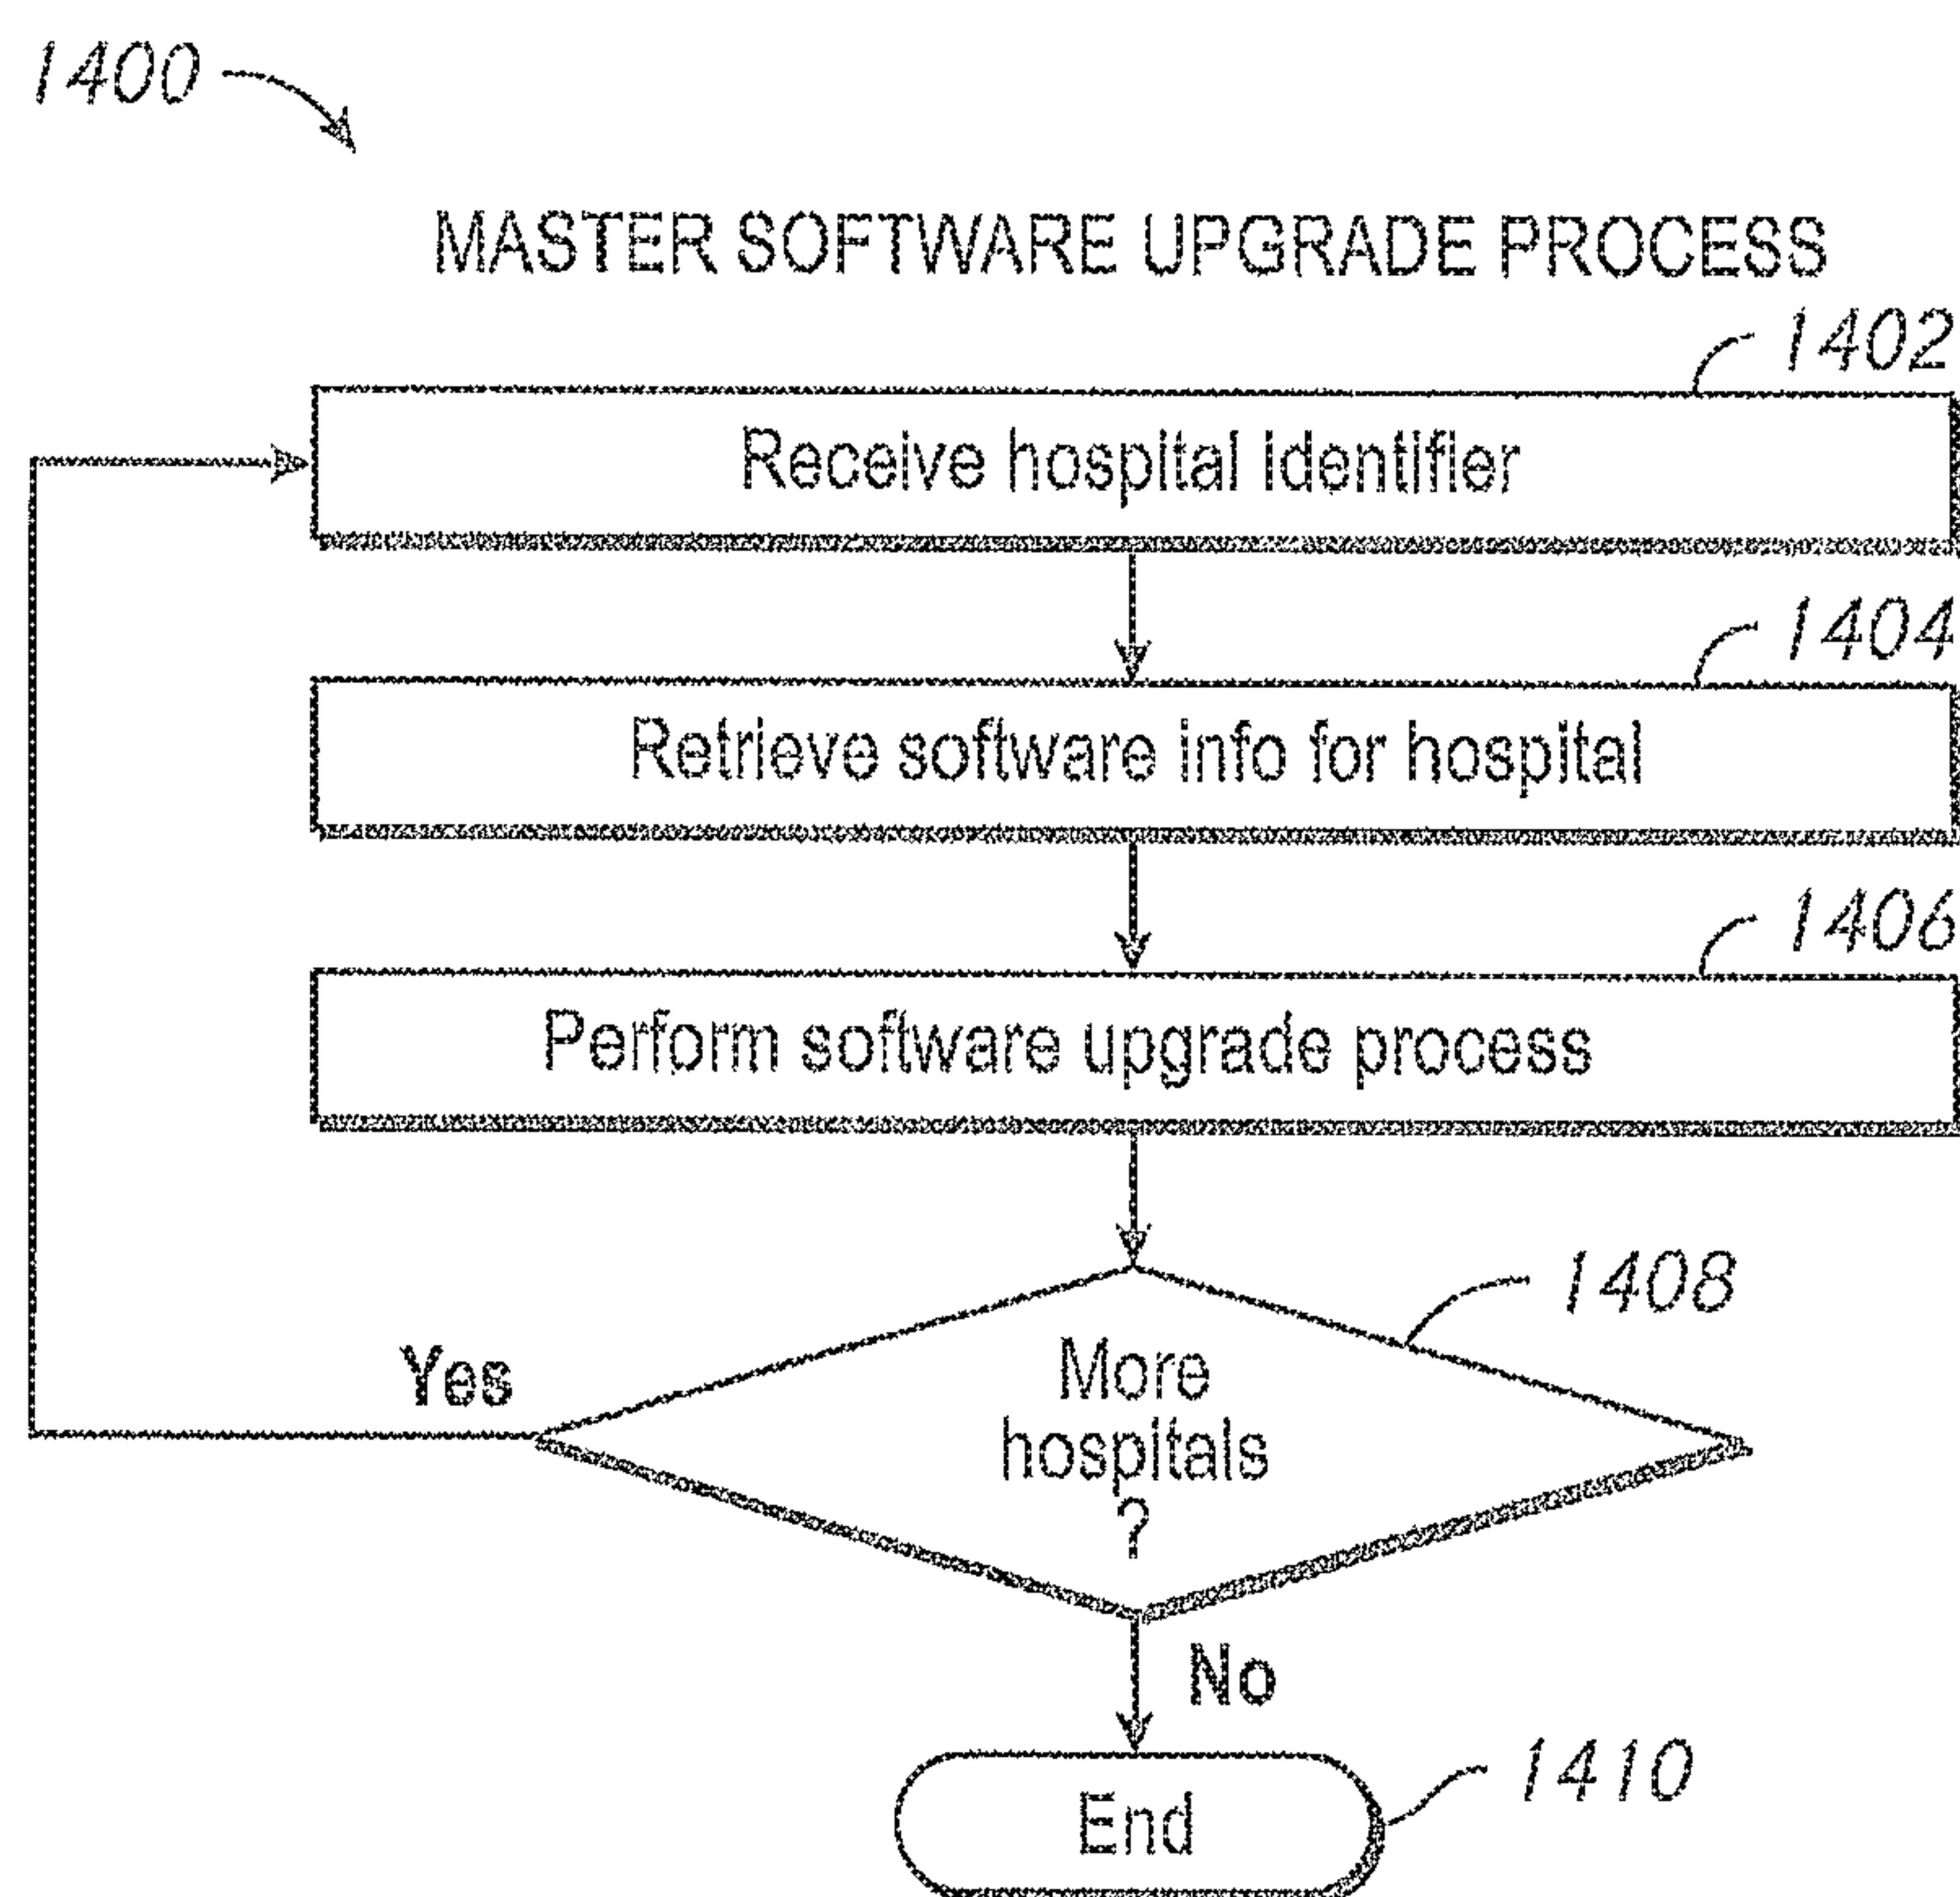 1400
MASTER SOFTWARE UPGRADE PROCESS
1402
Receive hospital identifier
1404
Retrieve software info for hospital
1406
Perform software upgrade process
1408
Yes
More
hospitals
?
No
1410
End